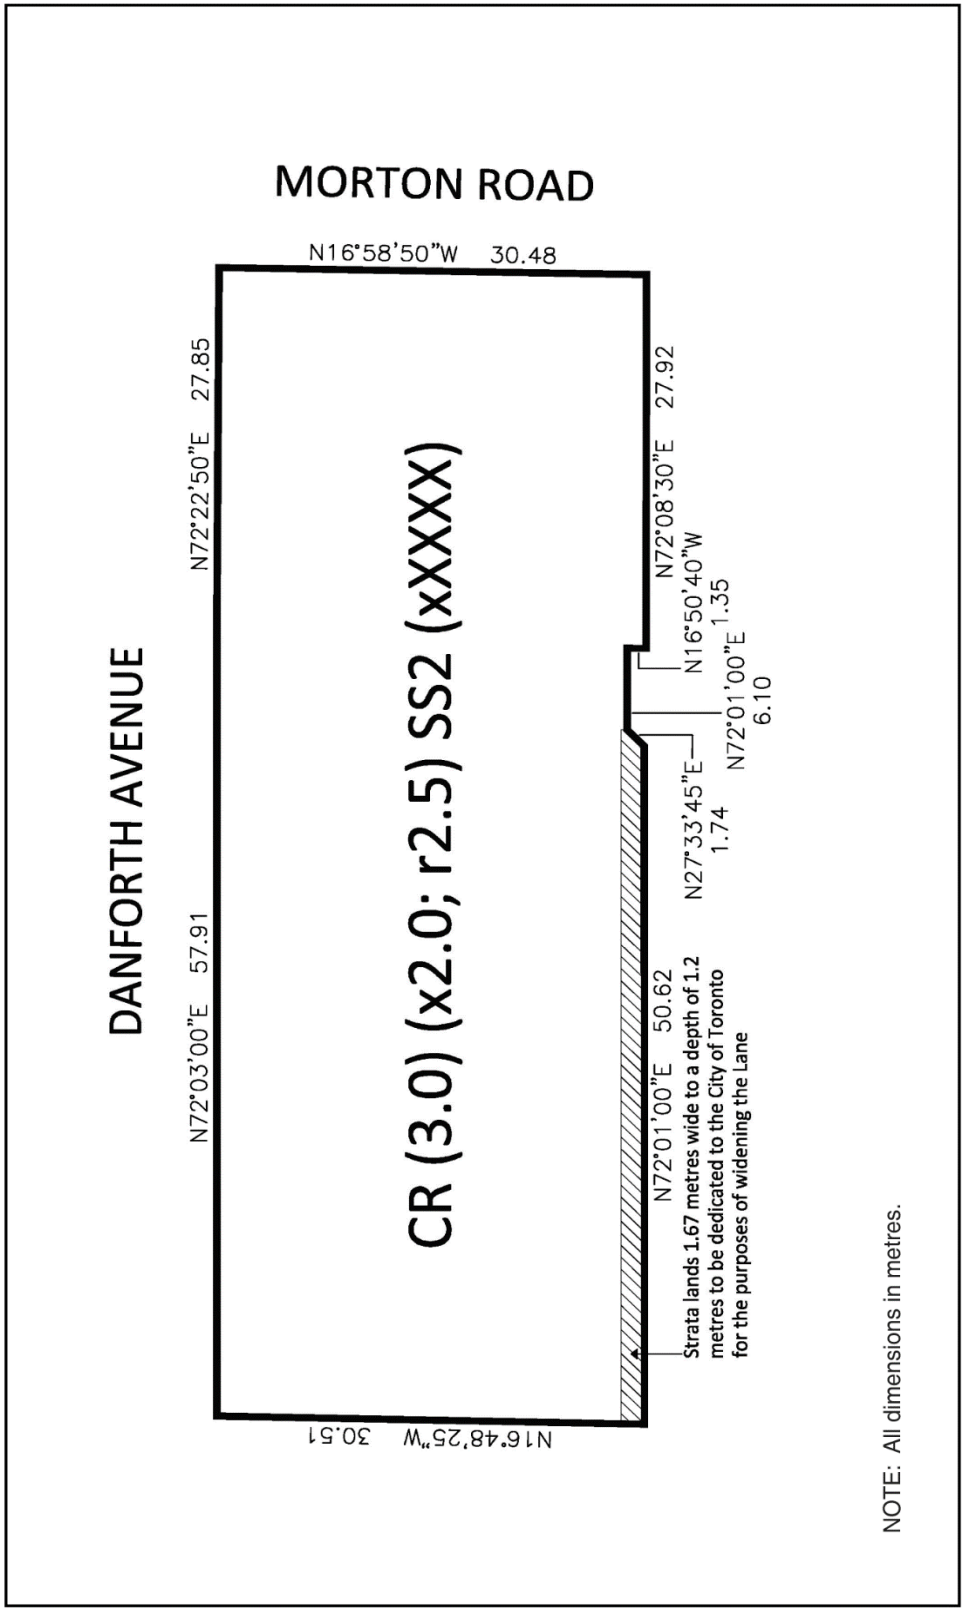 MORTON ROAD
N16°58'50"W 30.48
DANFORTH AVENUE
N72°03'00"E 57.91
N72°22'50"E 27.85
CR (3.0) (x2.0; r2.5) SS2 (xXXXX)
N16°48'25"W 30.51
N72°01'00"E 50.62
N27°33'45"E
1.74
N72°01'00"E
6.10
N16°50'40"W
1.35
N72°08'30"E 27.92
Strata lands 1.67 metres wide to a depth of 1.2
metres to be dedicated to the City of Toronto
for the purposes of widening the Lane
NOTE: All dimensions in metres.